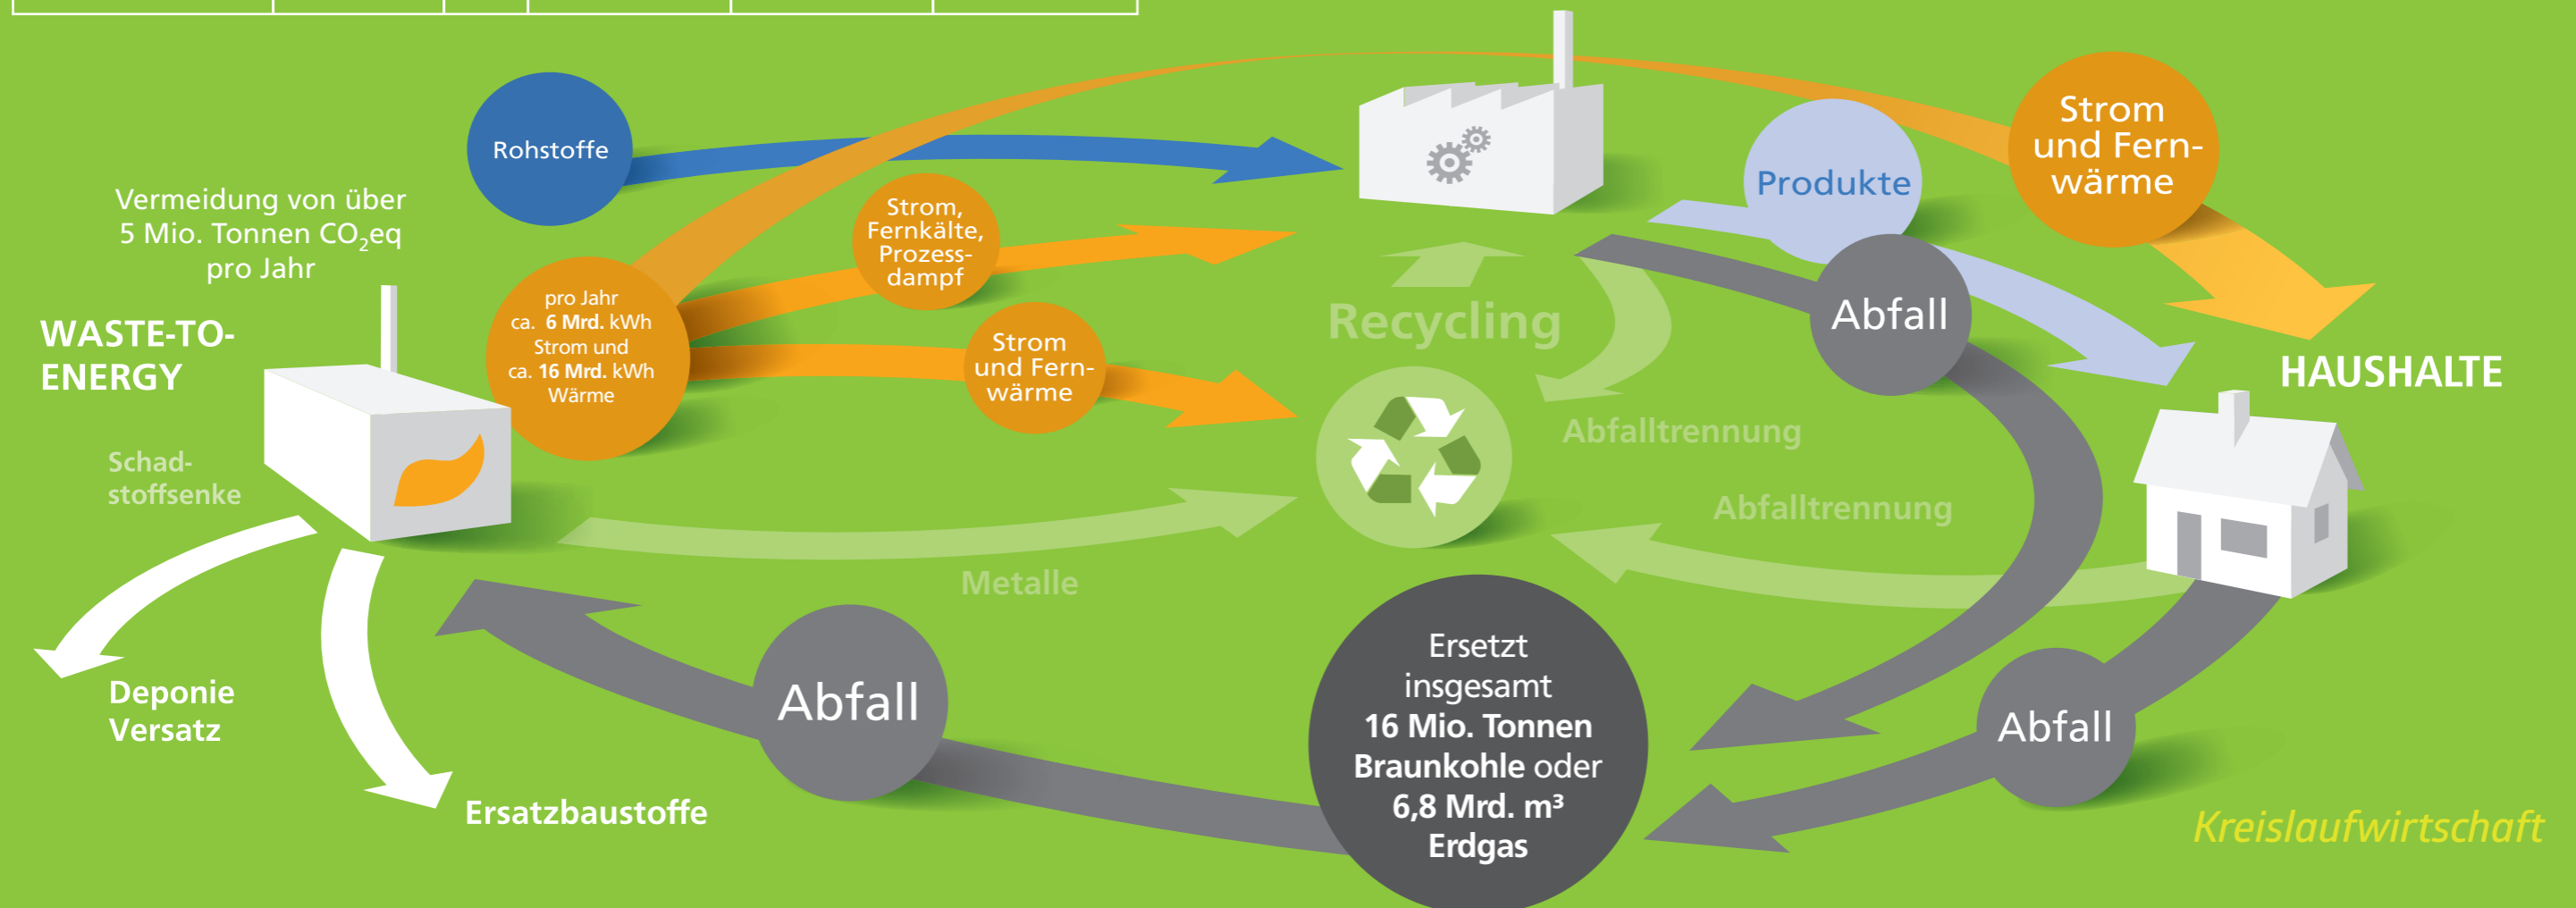 Rohstoffe
Vermeidung von über
5 Mio. Tonnen CO₂eq
pro Jahr
WASTE-TO-
ENERGY
pro Jahr
ca. 6 Mrd. kWh
Strom und
ca. 16 Mrd. kWh
Wärme
Strom,
Fernkälte,
Prozess-
dampf
Strom
und Fern-
wärme
Recycling
Produkte
Strom
und Fern-
wärme
Abfall
HAUSHALTE
Abfalltrennung
Abfalltrennung
Schad-
stoffsenke
Metalle
Deponie
Versatz
Ersatzbaustoffe
Abfall
Ersetzt
insgesamt
16 Mio. Tonnen
Braunkohle oder
6,8 Mrd. m³
Erdgas
Abfall
Kreislaufwirtschaft